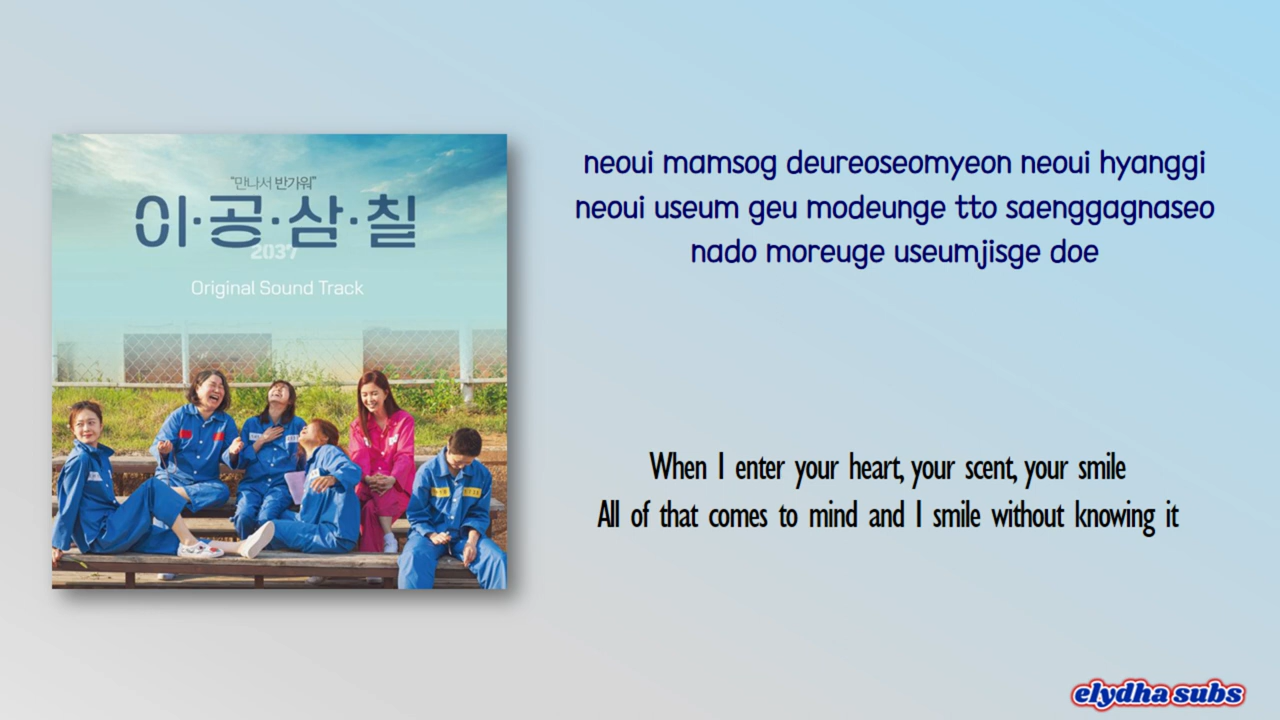 "만나서 반가워"
이·공·삼·칠
2037
Original Sound Track
neoui mamsog deureoseomyeon neoui hyanggi
neoui useum geu modeunge tto saenggagnaseo
nado moreuge useumjisge doe
When I enter your heart, your scent, your smile
All of that comes to mind and I smile without knowing it
elydha subs